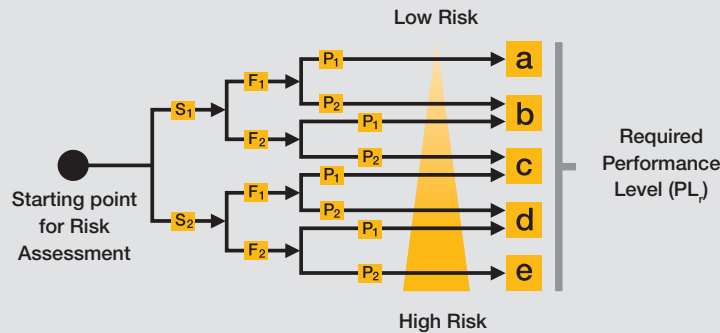 Low Risk
P₁
a
F₁
P₂
b
S₁
P₁
F₂
P₂
c
Starting point
for Risk
Assessment
P₁
F₁
P₂
d
S₂
P₁
F₂
P₂
e
Required
Performance
Level (PLᵣ)
High Risk